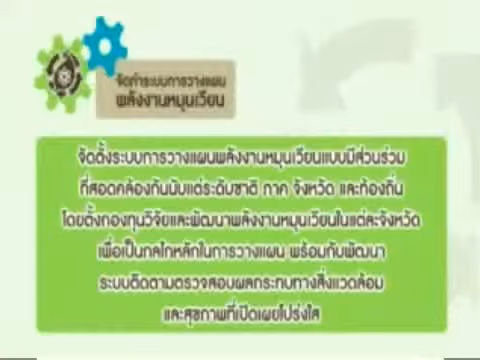 จัดทำระบบการวางแผน
พลังงานหมุนเวียน
จัดตั้งระบบการวางแผนพลังงานหมุนเวียนแบบมีส่วนร่วม
ที่สอดคล้องกันนับแต่ระดับชาติ ภาค จังหวัด และท้องถิ่น
โดยตั้งกองทุนวิจัยและพัฒนาพลังงานหมุนเวียนในแต่ละจังหวัด
เพื่อเป็นกลไกหลักในการวางแผน พร้อมกับพัฒนา
ระบบติดตามตรวจสอบผลกระทบทางสิ่งแวดล้อม
และสุขภาพที่เปิดเผยโปร่งใส